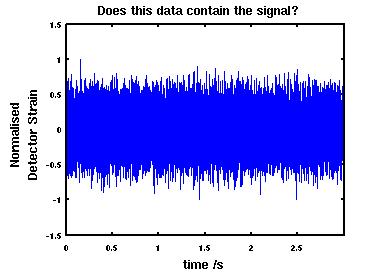 Does this data contain the signal?
1.5
1
0.5
0
-0.5
-1
-1.5
Normalised
Detector Strain
0 0.5 1 1.5 2 2.5
time /s